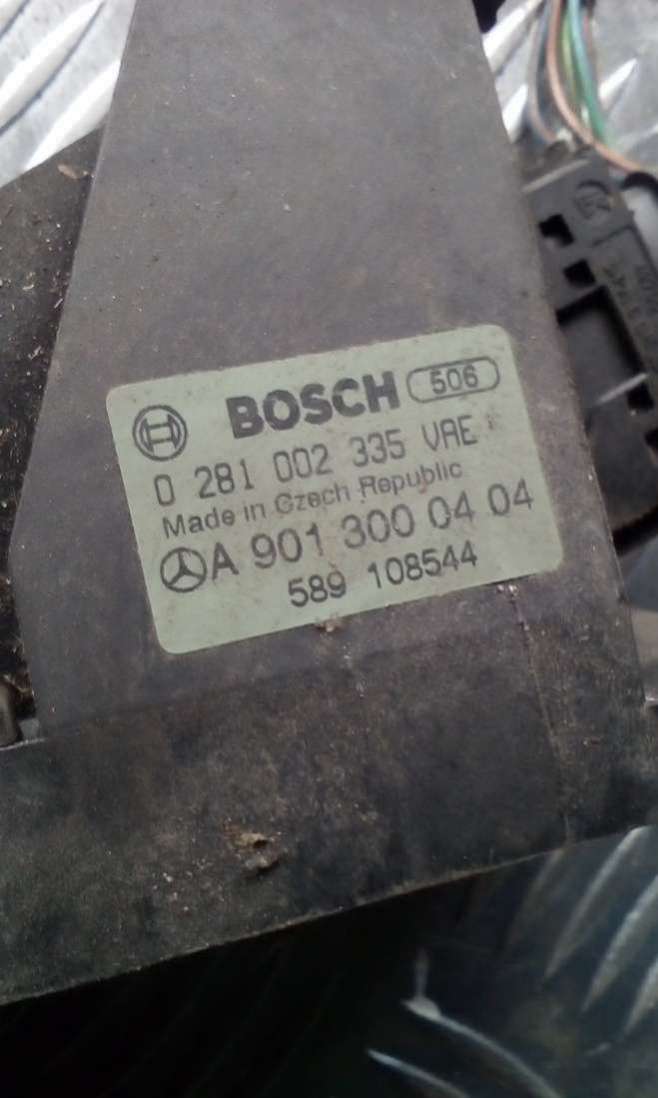 BOSCH 506
0 281 002 335 VAE
Made in Czech Republic
A 901 300 04 04
589 108544